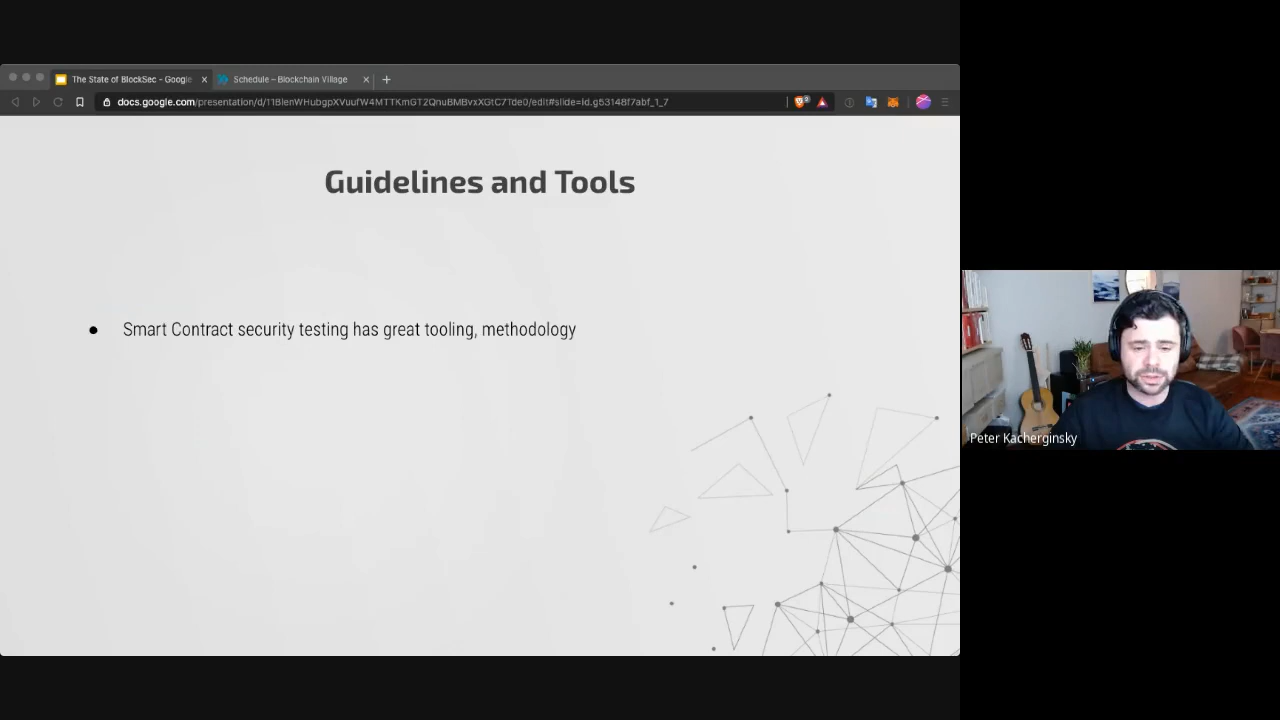 The State of BlockSec - Google
Schedule – Blockchain Village
docs.google.com/presentation/d/118IenWHubgpXVuufW4MTTKmGT2QnuBMBvxXGtC7Tde0/edit#slide=id.g53148f7abf_1_7
Guidelines and Tools
● Smart Contract security testing has great tooling, methodology
Peter Kacherginsky